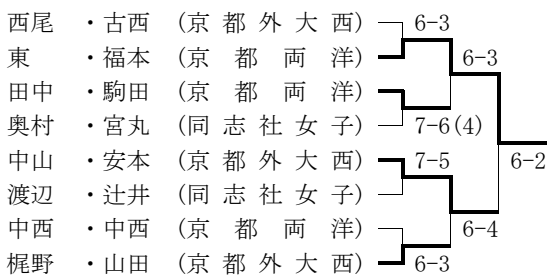 西尾 ・古西 (京都外大西) 6-3
東 ・福本 (京都両洋) 6-3
田中 ・駒田 (京都両洋)
奥村 ・宮丸 (同志社女子) 7-6(4)
中山 ・安本 (京都外大西) 7-5 6-2
渡辺 ・辻井 (同志社女子)
中西 ・中西 (京都両洋) 6-4
梶野 ・山田 (京都外大西) 6-3